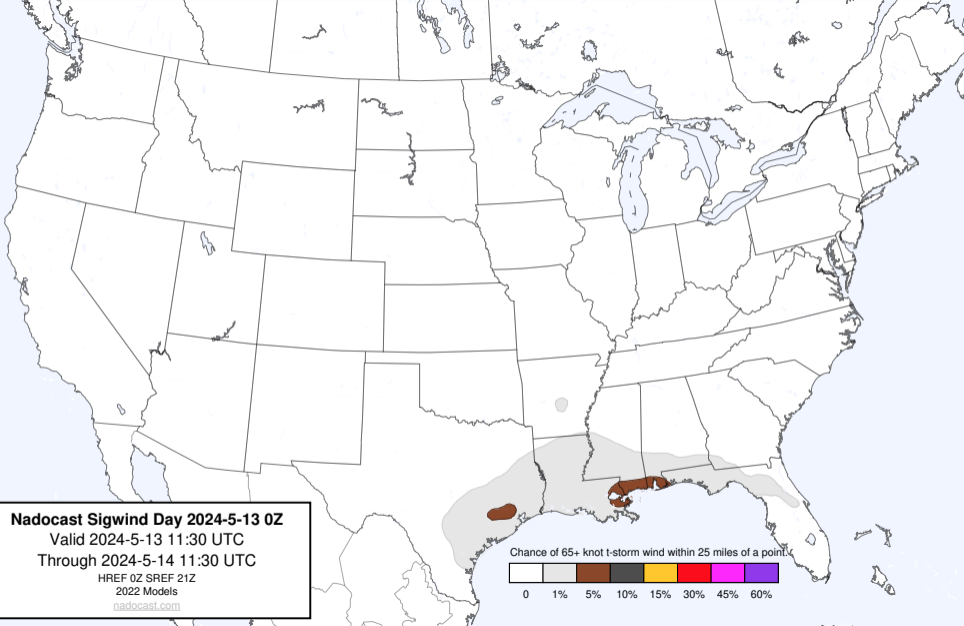 Nadocast Sigwind Day 2024-5-13 0Z
Valid 2024-5-13 11:30 UTC
Through 2024-5-14 11:30 UTC
HREF 0Z SREF 21Z
2022 Models
nadocast.com
Chance of 65+ knot t-storm wind within 25 miles of a point.
0 1% 5% 10% 15% 30% 45% 60%